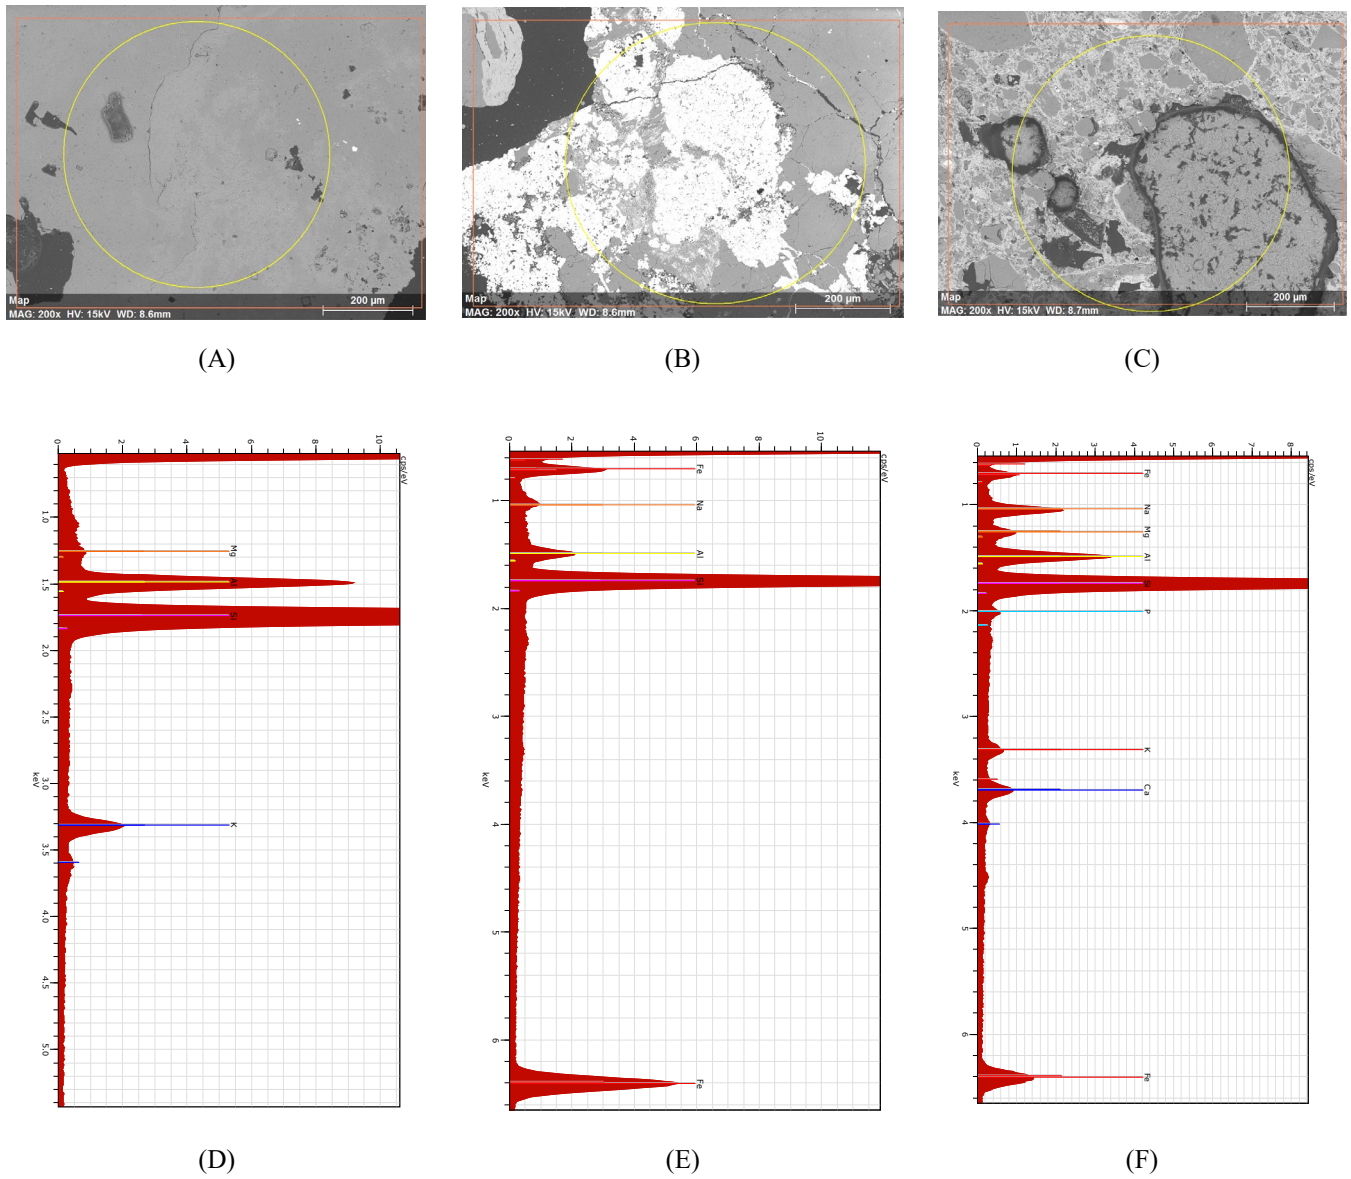 Map
200 µm
MAG: 200x HV: 15kV WD: 8.6mm
Map
200 µm
MAG: 200x HV: 15kV WD: 8.6mm
Map
200 µm
MAG: 200x HV: 15kV WD: 8.7mm
(A)
(B)
(C)
0 2 4 6 8 10
cps/eV
Mg
Al
Si
K
1.0
1.5
2.0
2.5
3.0
3.5
4.0
4.5
5.0
keV
0 2 4 6 8 10
cps/eV
Fe
Na
Al
Si
Fe
1
2
3
4
5
6
keV
0 1 2 3 4 5 6 7 8
cps/eV
Fe
Na
Mg
Al
Si
P
K
Ca
Fe
1
2
3
4
5
6
keV
(D)
(E)
(F)